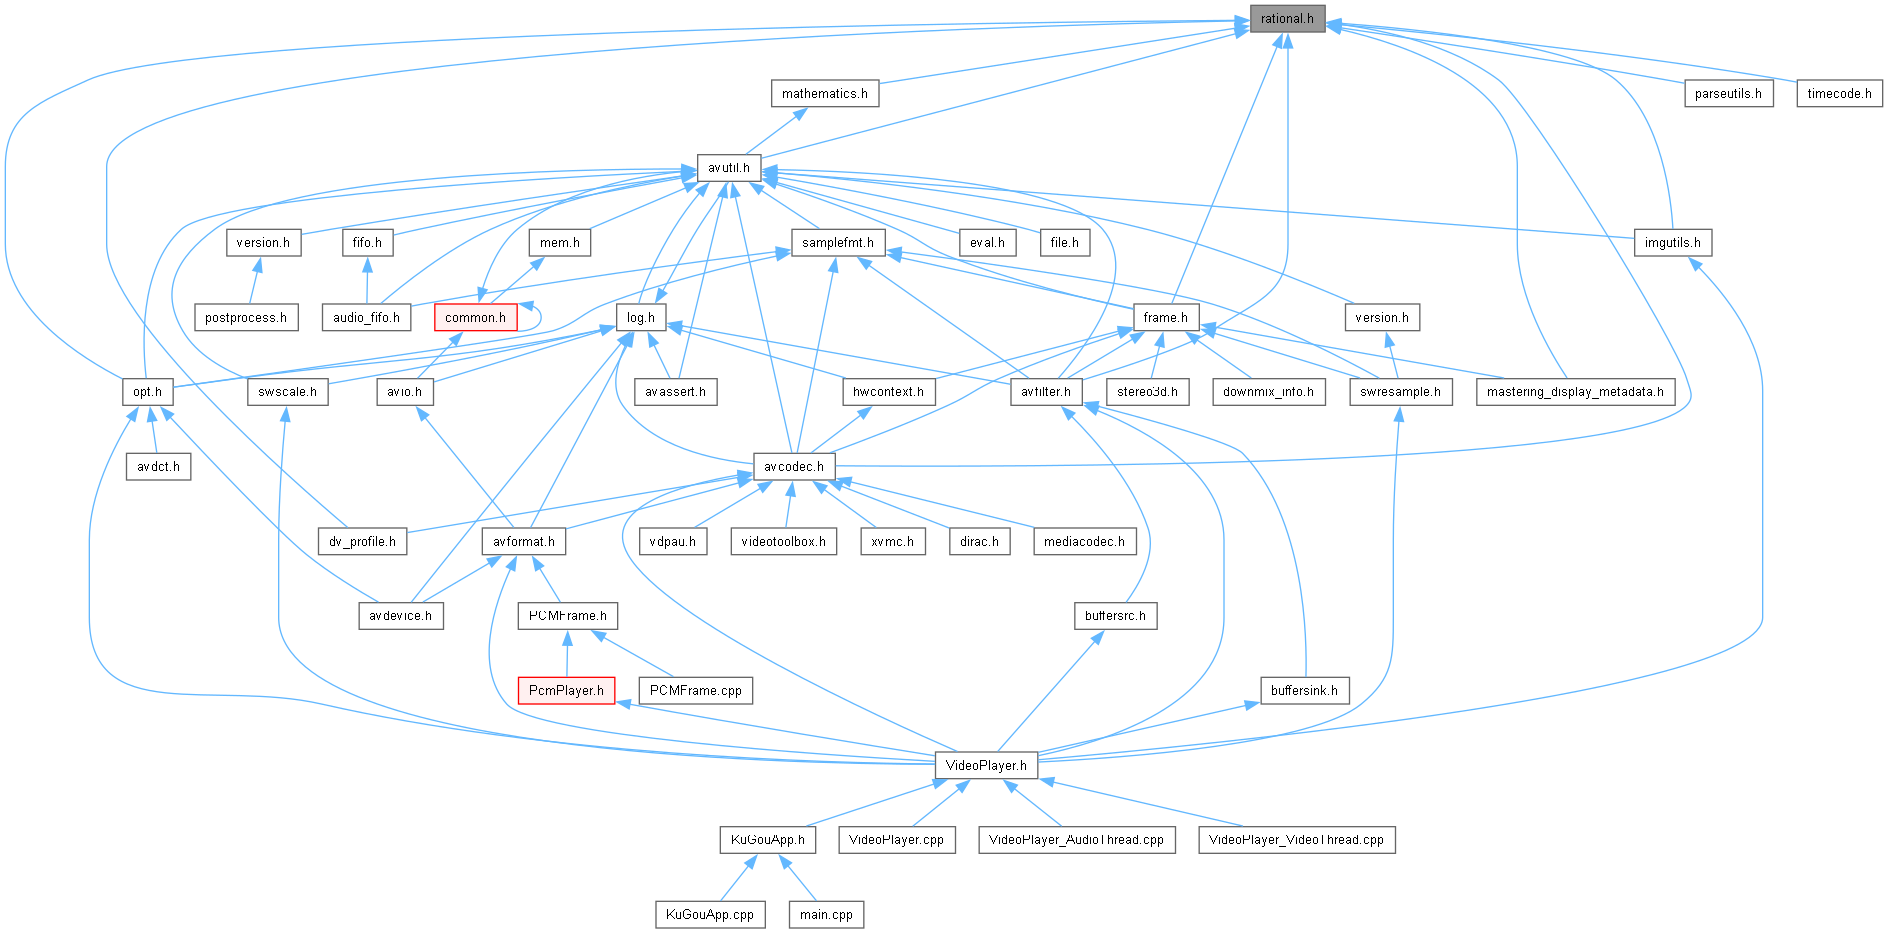 rational.h
mathematics.h
parseutils.h
timecode.h
avutil.h
version.h
fifo.h
mem.h
samplefmt.h
eval.h
file.h
imgutils.h
postprocess.h
audio_fifo.h
common.h
log.h
frame.h
version.h
opt.h
swscale.h
avio.h
avassert.h
hwcontext.h
avfilter.h
stereo3d.h
downmix_info.h
swresample.h
mastering_display_metadata.h
avdct.h
avcodec.h
dv_profile.h
avformat.h
vdpau.h
videotoolbox.h
xvmc.h
dirac.h
mediacodec.h
avdevice.h
PCMFrame.h
buffersrc.h
PcmPlayer.h
PCMFrame.cpp
buffersink.h
VideoPlayer.h
KuGouApp.h
VideoPlayer.cpp
VideoPlayer_AudioThread.cpp
VideoPlayer_VideoThread.cpp
KuGouApp.cpp
main.cpp